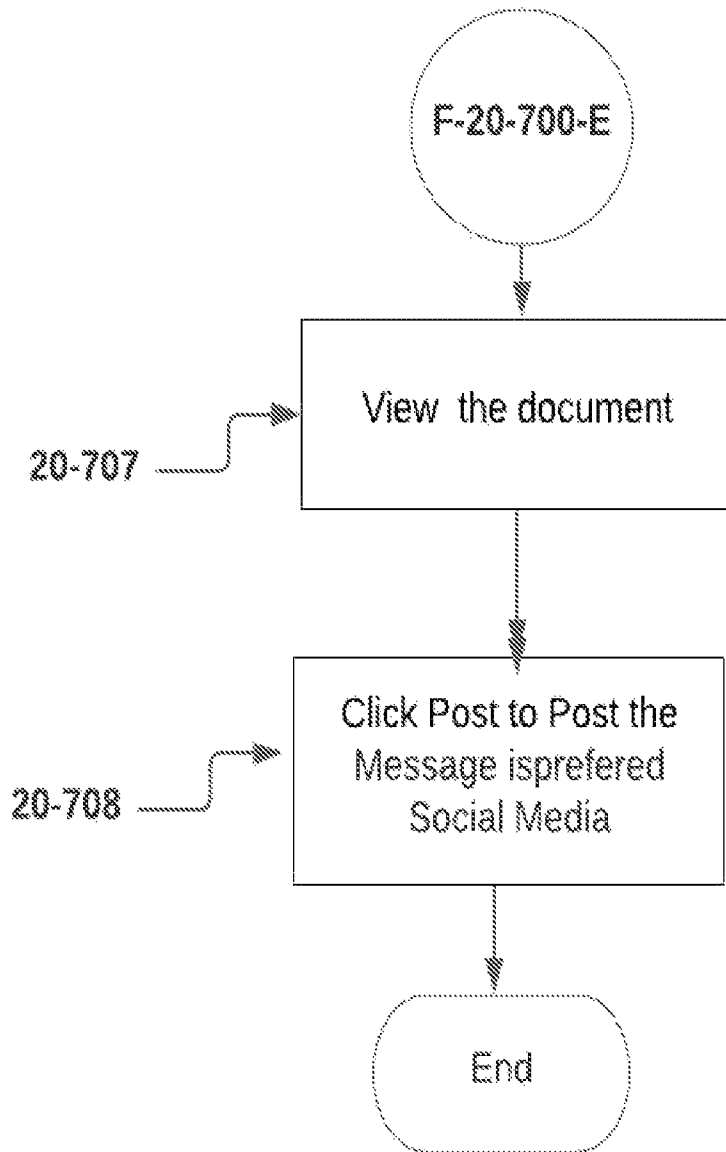 F-20-700-E
View the document
20-707
Click Post to Post the
Message isprefered
Social Media
20-708
End